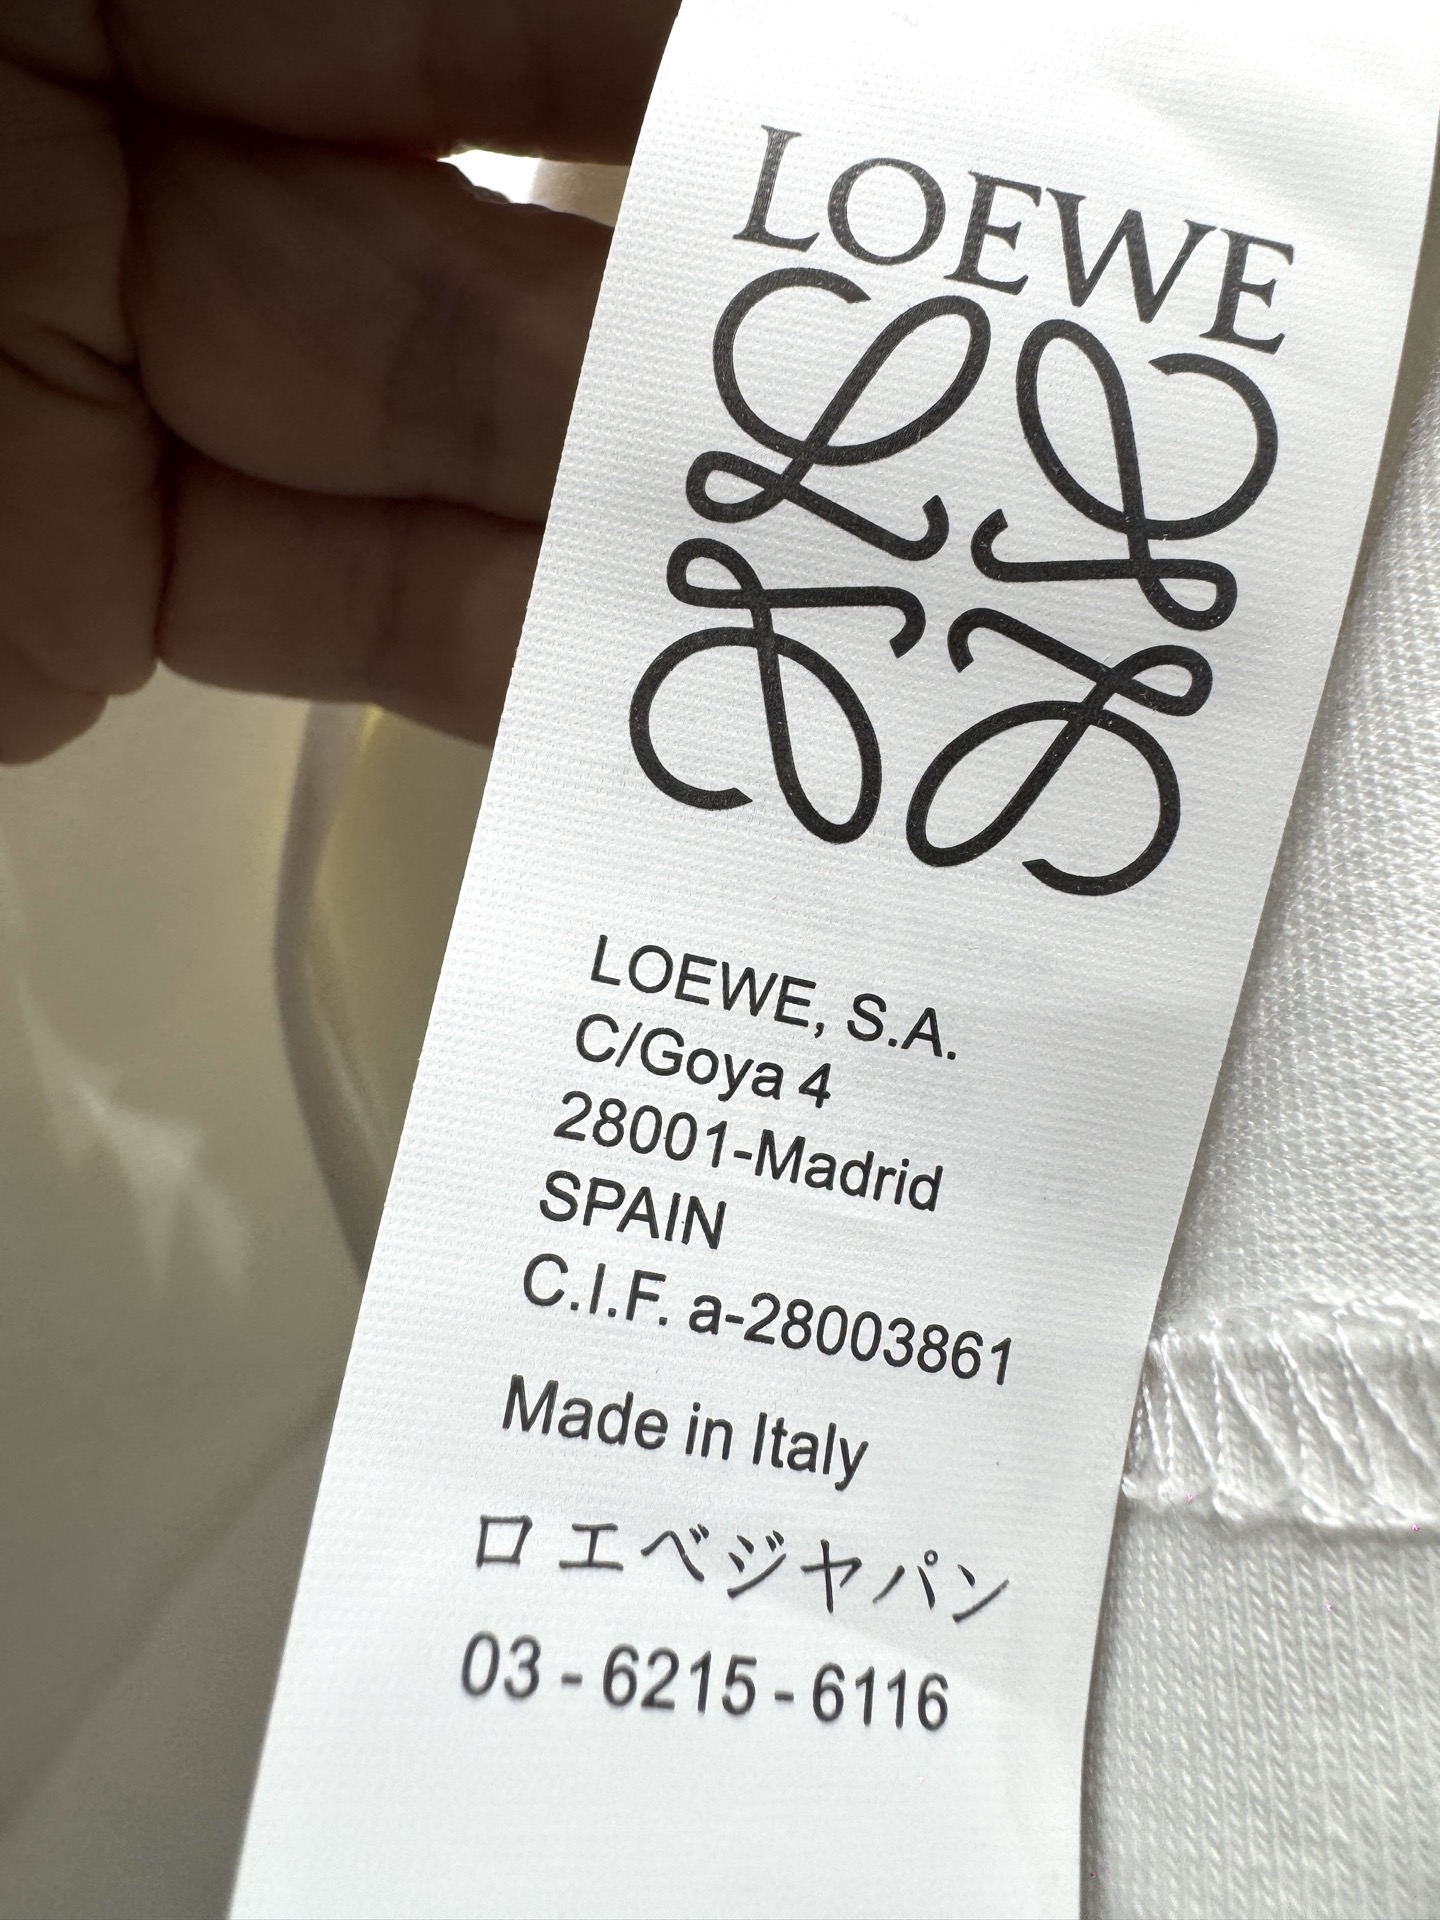 LOEWE
LOEWE, S.A.
C/Goya 4
28001-Madrid
SPAIN
C.I.F. a-28003861
Made in Italy
ロエベジヤパン
03 - 6215 - 6116